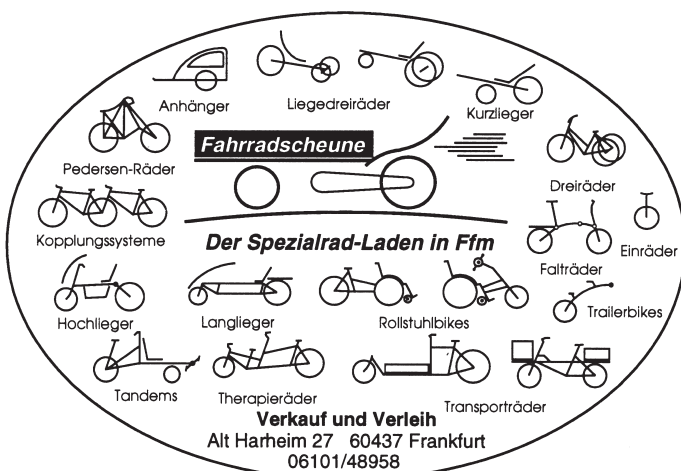 Anhänger
Liegedreiräder
Kurzlieger
Pedersen-Räder
Fahrradscheune
Dreiräder
Kopplungssysteme
Der Spezialrad-Laden in Ffm
Einräder
Falträder
Hochlieger
Langlieger
Rollstuhlbikes
Trailerbikes
Tandems
Therapieräder
Transporträder
Verkauf und Verleih
Alt Harheim 27 60437 Frankfurt
06101/48958